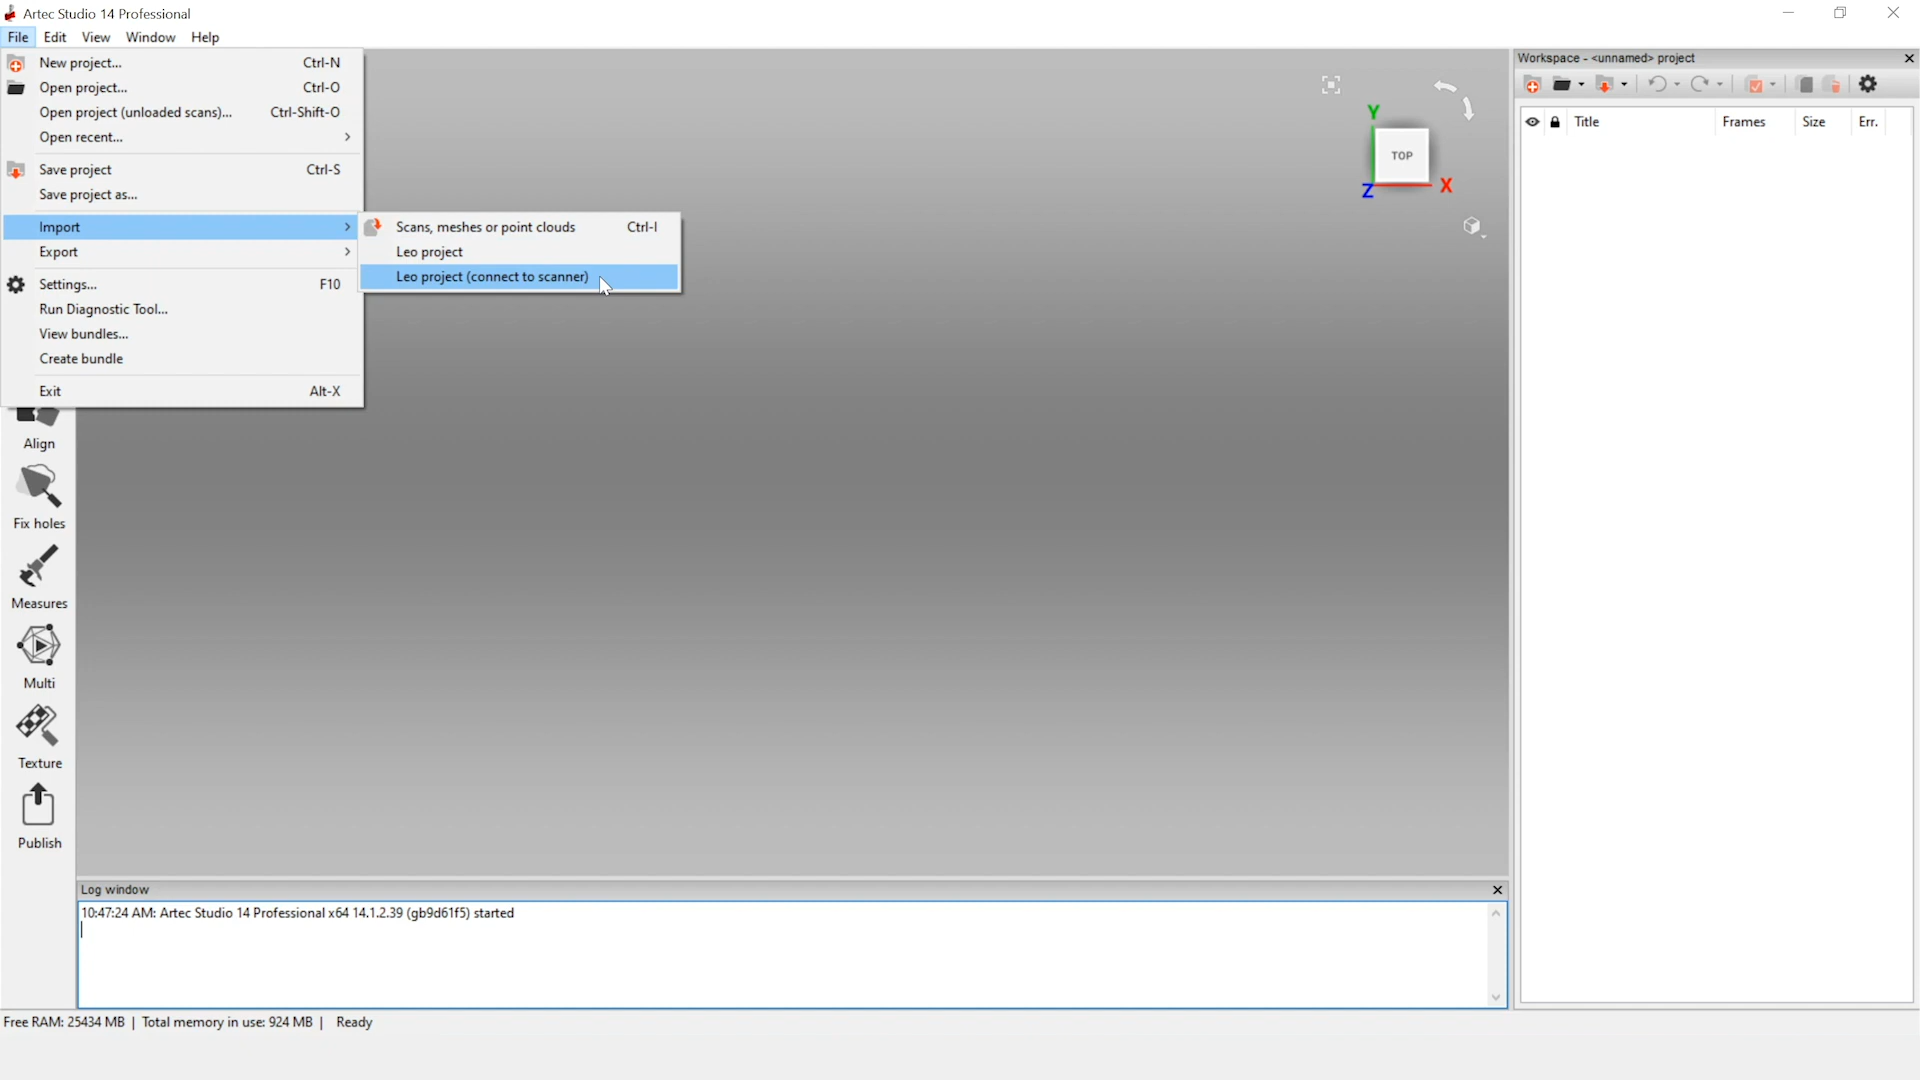 Artec Studio 14 Professional
File Edit View Window Help
New project... Ctrl-N
Open project... Ctrl-O
Open project (unloaded scans)... Ctrl-Shift-O
Open recent...
Save project Ctrl-S
Save project as...
Import
Export
Settings... F10
Run Diagnostic Tool...
View bundles...
Create bundle
Exit Alt-X
Scans, meshes or point clouds Ctrl-I
Leo project
Leo project (connect to scanner)
Align
Fix holes
Measures
Multi
Texture
Publish
Y
TOP
Z X
Workspace - <unnamed> project
Title Frames Size Err.
Log window
10:47:24 AM: Artec Studio 14 Professional x64 14.1.2.39 (gb9d61f5) started
Free RAM: 25434 MB | Total memory in use: 924 MB | Ready